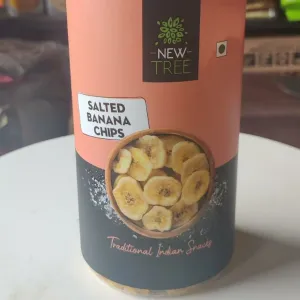 NEW
TREE
SALTED
BANANA
CHIPS
Traditional Indian Snacks